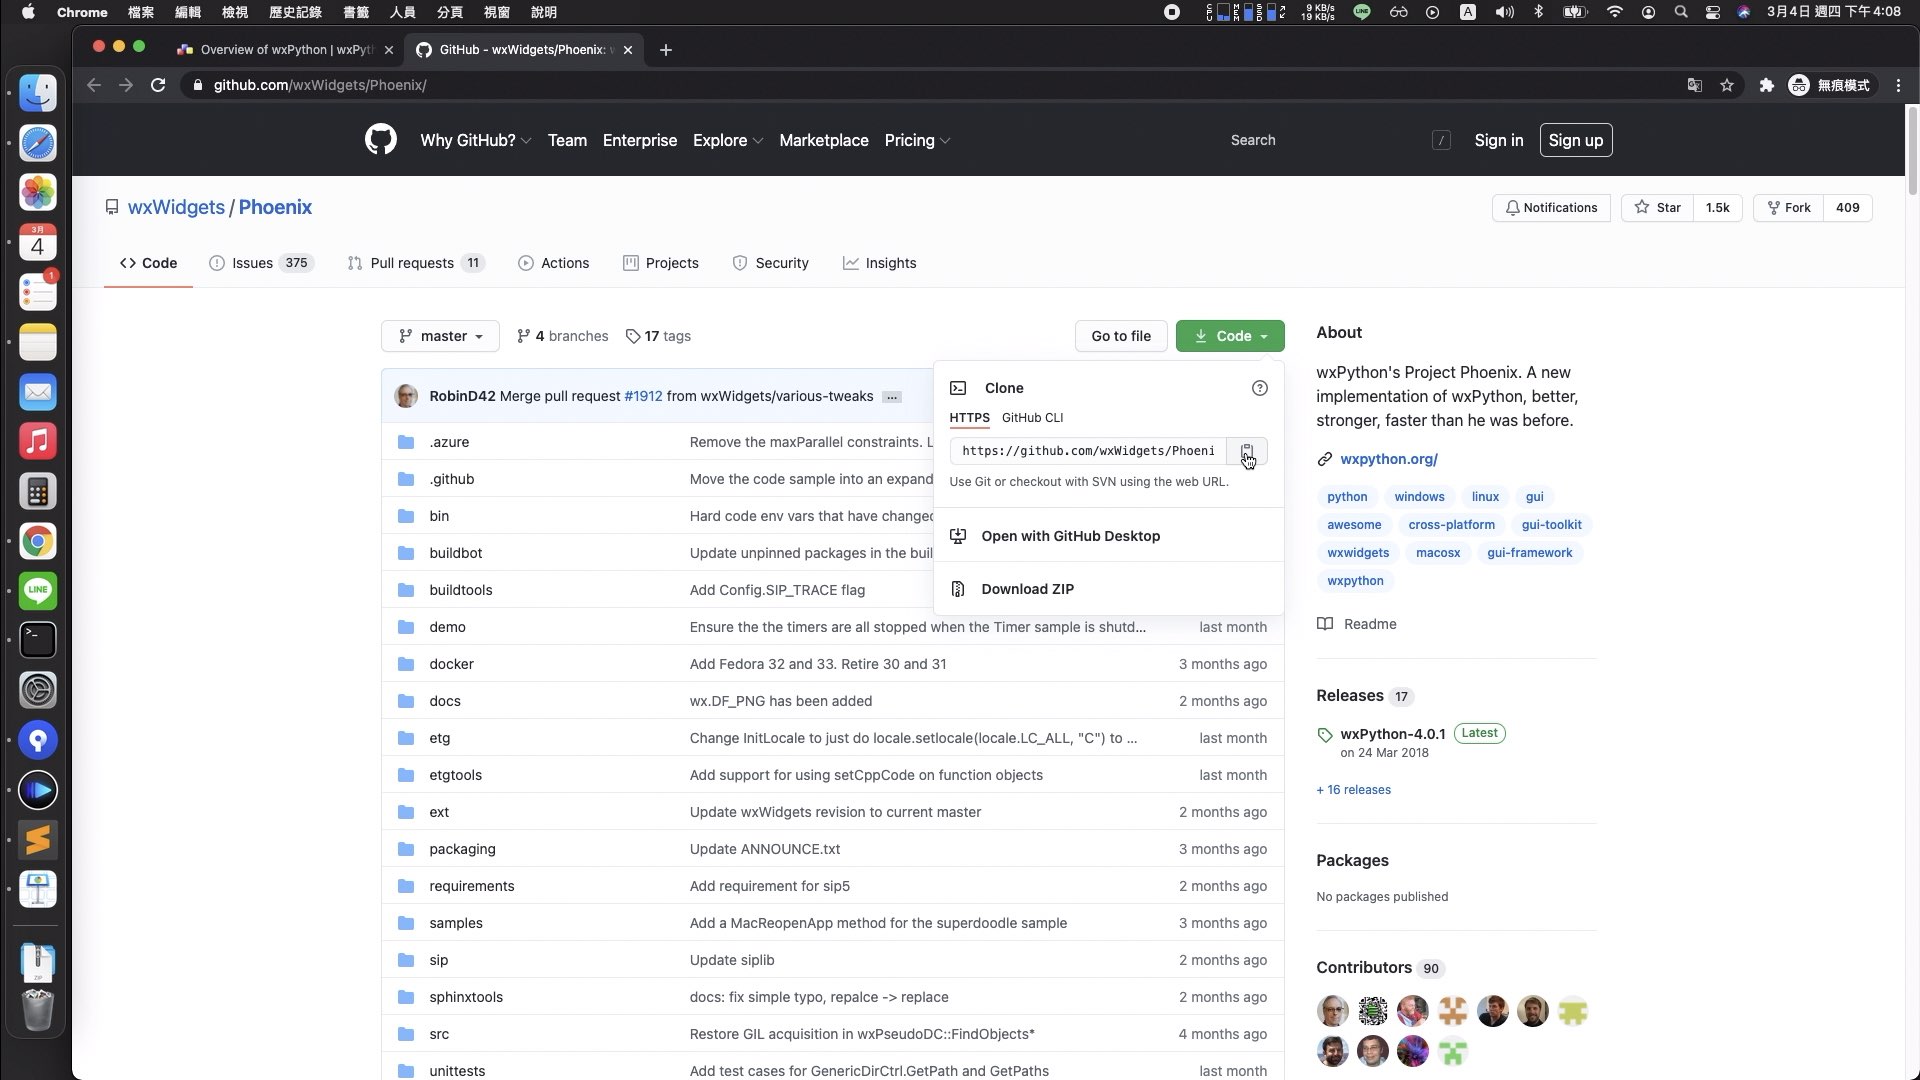 Chrome 檔案 編輯 檢視 歷史記錄 書籤 人員 分頁 視窗 說明 9 KB/s 19 KB/s LINE A 3月4日 週四 下午4:08
Overview of wxPython | wxPyth
GitHub - wxWidgets/Phoenix: w
github.com/wxWidgets/Phoenix/
無痕模式
Why GitHub? Team Enterprise Explore Marketplace Pricing Search / Sign in Sign up
wxWidgets / Phoenix
Notifications Star 1.5k Fork 409
Code Issues 375 Pull requests 11 Actions Projects Security Insights
master 4 branches 17 tags Go to file Code
RobinD42 Merge pull request #1912 from wxWidgets/various-tweaks ...
Clone
HTTPS GitHub CLI
https://github.com/wxWidgets/Phoeni
Use Git or checkout with SVN using the web URL.
Open with GitHub Desktop
Download ZIP
.azure Remove the maxParallel constraints. L
.github Move the code sample into an expand
bin Hard code env vars that have changed
buildbot Update unpinned packages in the buil
buildtools Add Config.SIP_TRACE flag
demo Ensure the the timers are all stopped when the Timer sample is shutd... last month
docker Add Fedora 32 and 33. Retire 30 and 31 3 months ago
docs wx.DF_PNG has been added 2 months ago
etg Change InitLocale to just do locale.setlocale(locale.LC_ALL, "C") to ... last month
etgtools Add support for using setCppCode on function objects last month
ext Update wxWidgets revision to current master 2 months ago
packaging Update ANNOUNCE.txt 3 months ago
requirements Add requirement for sip5 2 months ago
samples Add a MacReopenApp method for the superdoodle sample 3 months ago
sip Update siplib 2 months ago
sphinxtools docs: fix simple typo, repalce -> replace 2 months ago
src Restore GIL acquisition in wxPseudoDC::FindObjects* 4 months ago
unittests Add test cases for GenericDirCtrl.GetPath and GetPaths last month
About
wxPython's Project Phoenix. A new
implementation of wxPython, better,
stronger, faster than he was before.
wxpython.org/
python windows linux gui
awesome cross-platform gui-toolkit
wxwidgets macosx gui-framework
wxpython
Readme
Releases 17
wxPython-4.0.1 Latest
on 24 Mar 2018
+ 16 releases
Packages
No packages published
Contributors 90
3月
4
1
LINE
ZIP